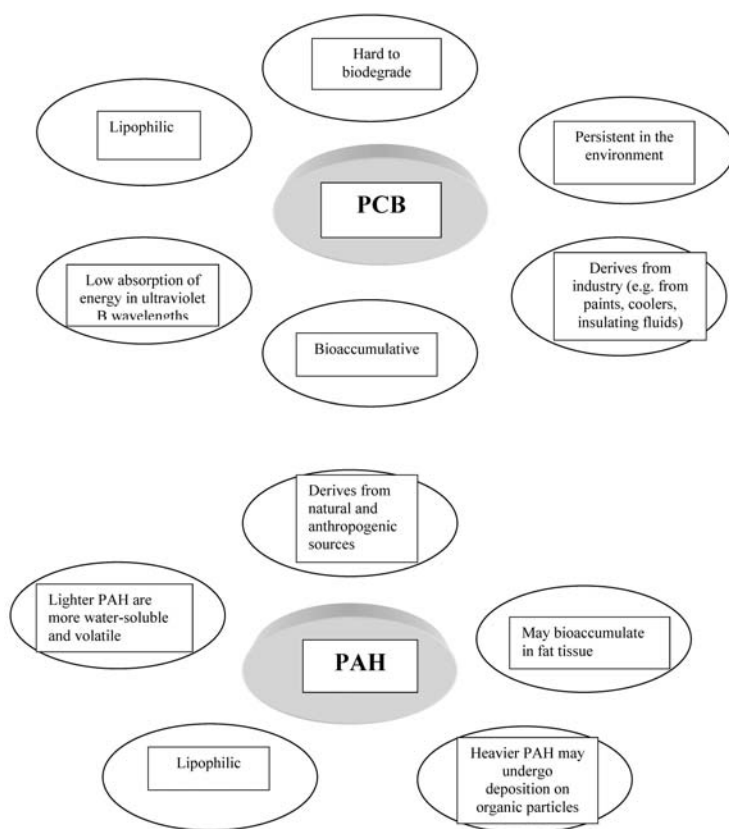 Hard to
biodegrade
Lipophilic
Persistent in the
environment
PCB
Low absorption of
energy in ultraviolet
B wavelengths
Derives from
industry (e.g. from
paints, coolers,
insulating fluids)
Bioaccumulative
Derives from
natural and
anthropogenic
sources
Lighter PAH are
more water-soluble
and volatile
May bioaccumulate
in fat tissue
PAH
Lipophilic
Heavier PAH may
undergo
deposition on
organic particles